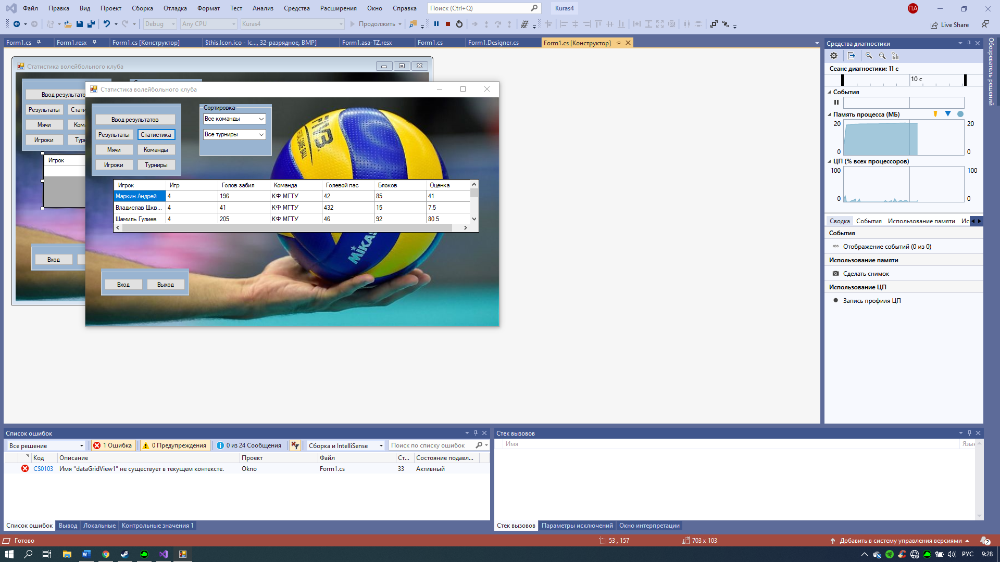 Файл Правка Вид Проект Сборка Отладка Формат Тест Анализ Средства Расширения Окно Справка Поиск (Ctrl+Q) Kuras4 ПА
Debug Any CPU Kuras4 Продолжить Live Share
Form1.cs Form1.resx Form1.cs [Конструктор] $this.Icon.ico - Ic..., 32-разрядное, BMP] Form1.asa-TZ.resx Form1.cs Form1.Designer.cs Form1.cs [Конструктор]
Статистика волейбольного клуба
Ввод результато
Результаты Стати
Мячи Ком
Игроки Турн
Игрок
Вход
Статистика волейбольного клуба
Ввод результатов
Результаты Статистика
Мячи Команды
Игроки Турниры
Сортировка
Все команды
Все турниры
Игрок Игр Голов забил Команда Голевой пас Блоков Оценка
Маркин Андрей 4 196 КФ МГТУ 42 85 41
Владислав Щкв... 4 41 КФ МГТУ 432 15 7.5
Шамиль Гулиев 4 205 КФ МГТУ 46 92 80.5
MIKAS
Вход Выход
Средства диагностики
Сеанс диагностики: 11 с
10 с
События
Память процесса (МБ)
20 20
0 0
ЦП (% всех процессоров)
100 100
0 0
Сводка События Использование памяти Ис
События
Отображение событий (0 из 0)
Использование памяти
Сделать снимок
Использование ЦП
Запись профиля ЦП
Обозреватель решений
Список ошибок
Все решение 1 Ошибка 0 Предупреждения 0 из 24 Сообщения Сборка и IntelliSense Поиск по списку ошибок
Код Описание Проект Файл Ст... Состояние подавл...
CS0103 Имя "dataGridView1" не существует в текущем контексте. Okno Form1.cs 33 Активный
Список ошибок Вывод Локальные Контрольные значения 1
Стек вызовов
Имя Язык
Стек вызовов Параметры исключений Окно интерпретации
Готово 53 , 157 703 x 103 Добавить в систему управления версиями 2
РУС 9:28